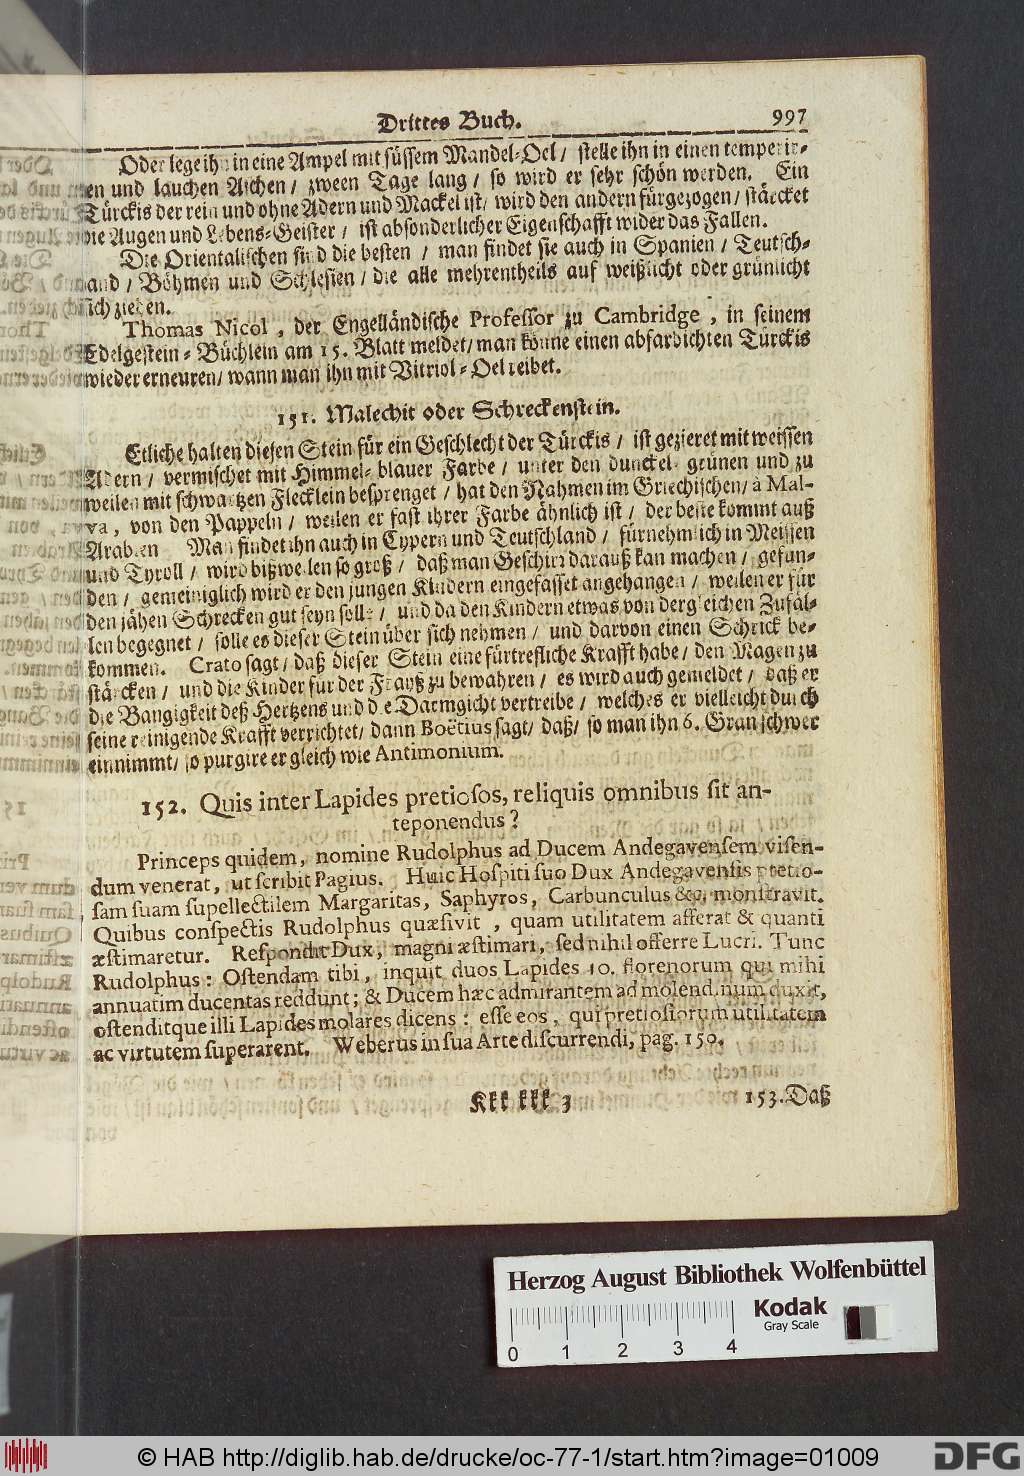 Drittes Buch. 997
Oder lege ihn in eine Ampel mit süssem Mandel-Oel / stelle ihn in einen temperir-
en und lauchen Aschen / zween Tage lang / so wird er sehr schön werden. Ein
Türckis der rein und ohne Adern und Mackel ist / wird den andern fürgezogen / stärcket
die Augen und Lebens-Geister / ist absonderlicher Eigenschafft wider das Fallen.
Die Orientalischen sind die besten / man findet sie auch in Spanien / Teutsch-
and / Böhmen und Schlesien / die alle mehrentheils auf weißlicht oder grünlicht
sich ziehen.
Thomas Nicol, der Engelländische Professor zu Cambridge, in seinem
Edelgestein-Büchlein am 15. Blatt meldet / man könne einen abfarbichten Türckis
wieder erneuren / wann man ihn mit Vitriol-Oel reibet.
151. Malechit oder Schreckenstein.
Etliche halten diesen Stein für ein Geschlecht der Türckis / ist gezieret mit weissen
Adern / vermischet mit Himmel-blauer Farbe / unter den dunckel-grünen und zu
weilen mit schwartzen Flecklein besprenget / hat den Nahmen im Griechischen / à Mal-
va, von den Pappeln / weilen er fast ihrer Farbe ähnlich ist / der beste kommt auß
Arabien Man findet ihn auch in Cypern und Teutschland / fürnehmlich in Meissen
und Tyroll / wird bißweilen so groß / daß man Geschirr darauß kan machen / gefun-
den / gemeiniglich wird er den jungen Kindern eingefasset angehangen / weilen er für
den jähen Schrecken gut seyn solle / und da den Kindern etwas von dergleichen Zufäl-
len begegnet / solle es dieser Stein über sich nehmen / und darvon einen Schrick be-
kommen. Crato sagt / daß dieser Stein eine fürtrefliche Krafft habe / den Magen zu
stärcken / und die Kinder für der Frayß zu bewahren / es wird auch gemeldet / daß er
die Bangigkeit deß Hertzens und die Darmgicht vertreibe / welches er vielleicht durch
seine reinigende Krafft verrichtet / dann Boëtius sagt / daß / so man ihn 6. Gran schwer
einnimmt / so purgire er gleich wie Antimonium.
152. Quis inter Lapides pretiosos, reliquis omnibus sit an-
teponendus?
Princeps quidem, nomine Rudolphus ad Ducem Andegavensem visen-
dum venerat, ut scribit Pagius. Huic Hospiti suo Dux Andegavensis pretio-
sam suam supellectilem Margaritas, Saphyros, Carbunculus &c. monstravit.
Quibus conspectis Rudolphus quæsivit, quam utilitatem afferat & quanti
æstimaretur. Respondit Dux, magni æstimari, sed nihil offerre Lucri. Tunc
Rudolphus: Ostendam tibi, inquit duos Lapides 10. florenorum qui mihi
annuatim ducentas reddunt; & Ducem hæc admirantem ad molendinum duxit,
ostenditque illi Lapides molares dicens: esse eos, qui pretiosiorum utilitatem
ac virtutem superarent. Weberus in sua Arte discurrendi, pag. 150.
Kkk kkk 3 153. Daß
Herzog August Bibliothek Wolfenbüttel
Kodak
Gray Scale
0 1 2 3 4
© HAB http://diglib.hab.de/drucke/oc-77-1/start.htm?image=01009
DFG